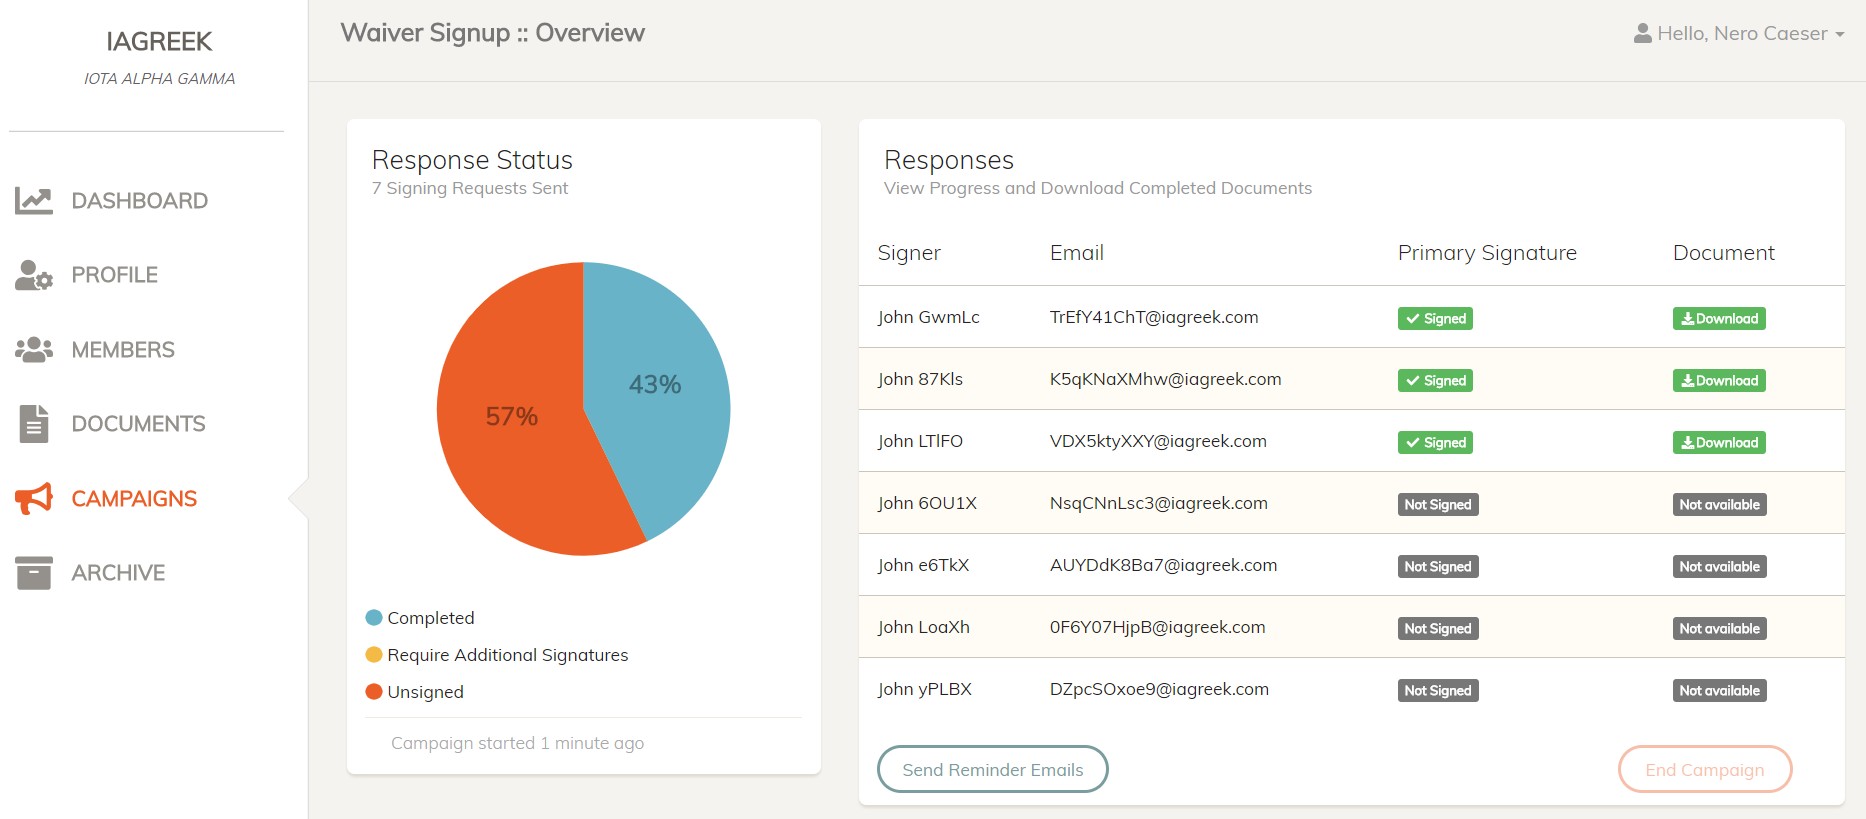 IAGREEK
IOTA ALPHA GAMMA
DASHBOARD
PROFILE
MEMBERS
DOCUMENTS
CAMPAIGNS
ARCHIVE
Waiver Signup :: Overview
Hello, Nero Caeser
Response Status
7 Signing Requests Sent
43%
57%
Completed
Require Additional Signatures
Unsigned
Campaign started 1 minute ago
Responses
View Progress and Download Completed Documents
Signer Email Primary Signature Document
John GwmLc TrEfY41ChT@iagreek.com Signed Download
John 87Kls K5qKNaXMhw@iagreek.com Signed Download
John LTlFO VDX5ktyXXY@iagreek.com Signed Download
John 6OU1X NsqCNnLsc3@iagreek.com Not Signed Not available
John e6TkX AUYDdK8Ba7@iagreek.com Not Signed Not available
John LoaXh 0F6Y07HjpB@iagreek.com Not Signed Not available
John yPLBX DZpcSOxoe9@iagreek.com Not Signed Not available
Send Reminder Emails End Campaign